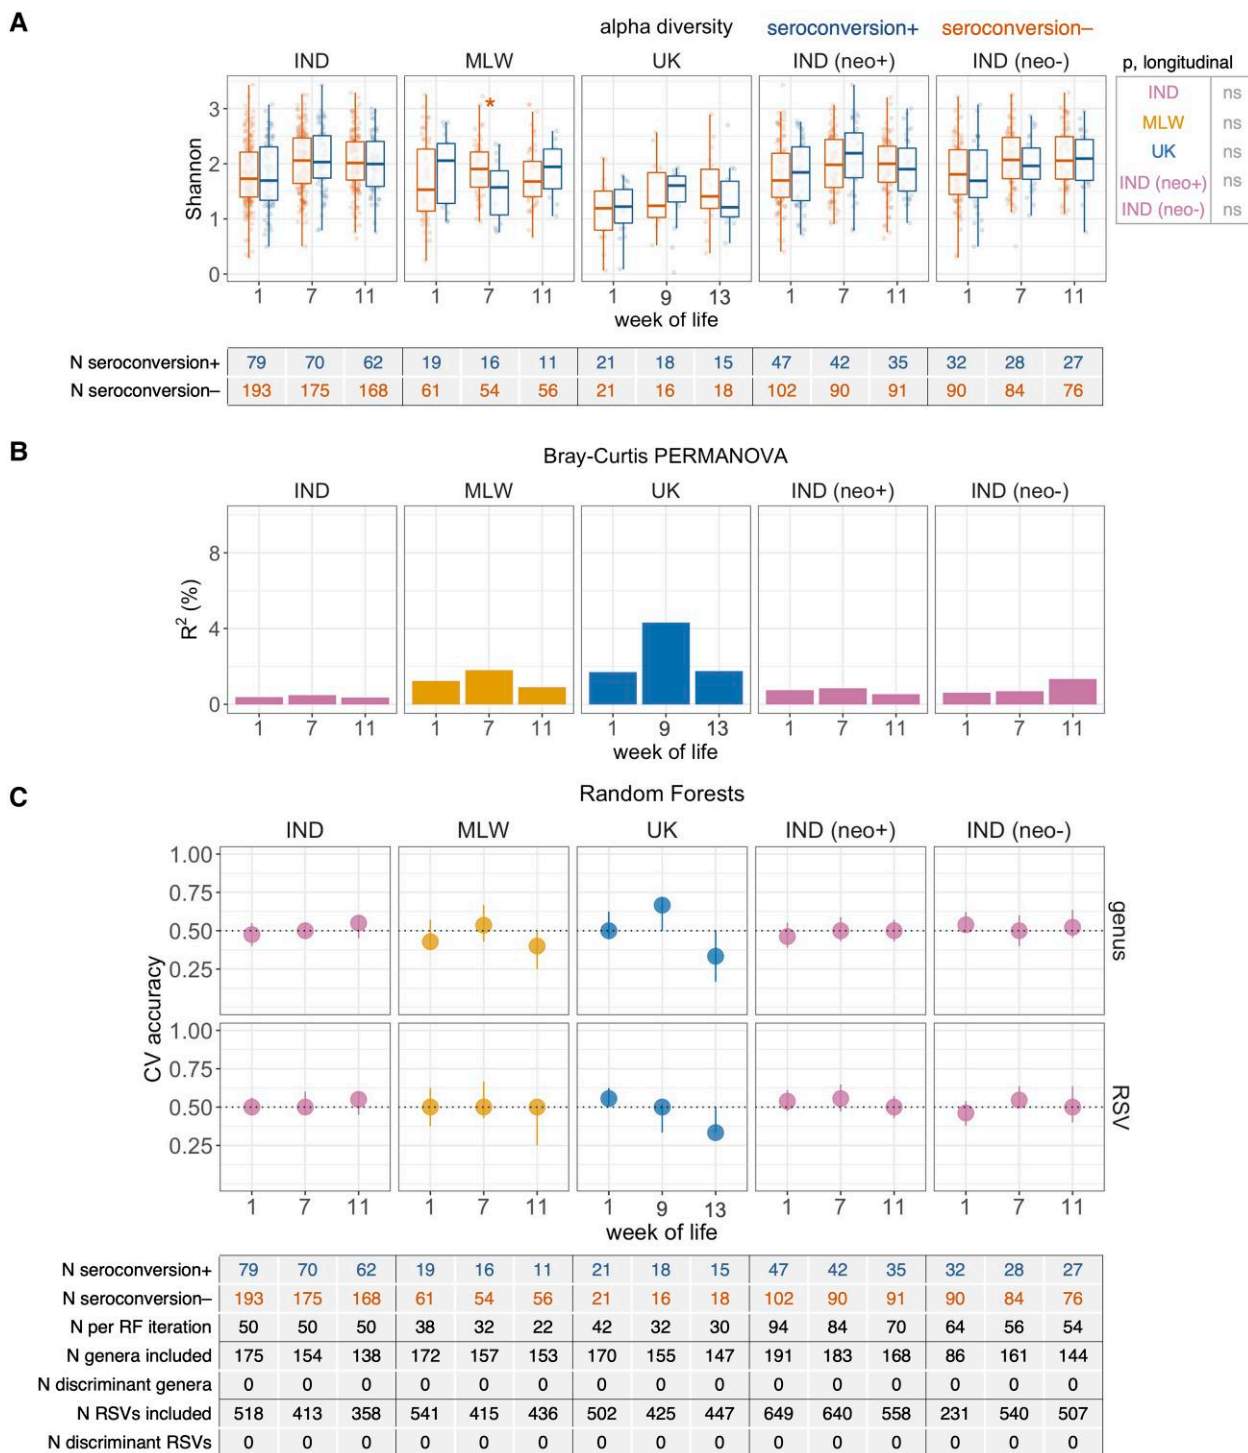 A
alpha diversity seroconversion+ seroconversion–
IND MLW UK IND (neo+) IND (neo-) p, longitudinal
IND ns
MLW ns
UK ns
IND (neo+) ns
IND (neo-) ns
Shannon
3
2
1
0
*
1 7 11 1 7 11 1 9 13 1 7 11 1 7 11
week of life
N seroconversion+ 79 70 62 19 16 11 21 18 15 47 42 35 32 28 27
N seroconversion– 193 175 168 61 54 56 21 16 18 102 90 91 90 84 76
B
Bray-Curtis PERMANOVA
IND MLW UK IND (neo+) IND (neo-)
R² (%)
8
4
0
1 7 11 1 7 11 1 9 13 1 7 11 1 7 11
week of life
C
Random Forests
IND MLW UK IND (neo+) IND (neo-)
CV accuracy
1.00
0.75
0.50
0.25
genus
1.00
0.75
0.50
0.25
RSV
1 7 11 1 7 11 1 9 13 1 7 11 1 7 11
week of life
N seroconversion+ 79 70 62 19 16 11 21 18 15 47 42 35 32 28 27
N seroconversion– 193 175 168 61 54 56 21 16 18 102 90 91 90 84 76
N per RF iteration 50 50 50 38 32 22 42 32 30 94 84 70 64 56 54
N genera included 175 154 138 172 157 153 170 155 147 191 183 168 86 161 144
N discriminant genera 0 0 0 0 0 0 0 0 0 0 0 0 0 0 0
N RSVs included 518 413 358 541 415 436 502 425 447 649 640 558 231 540 507
N discriminant RSVs 0 0 0 0 0 0 0 0 0 0 0 0 0 0 0